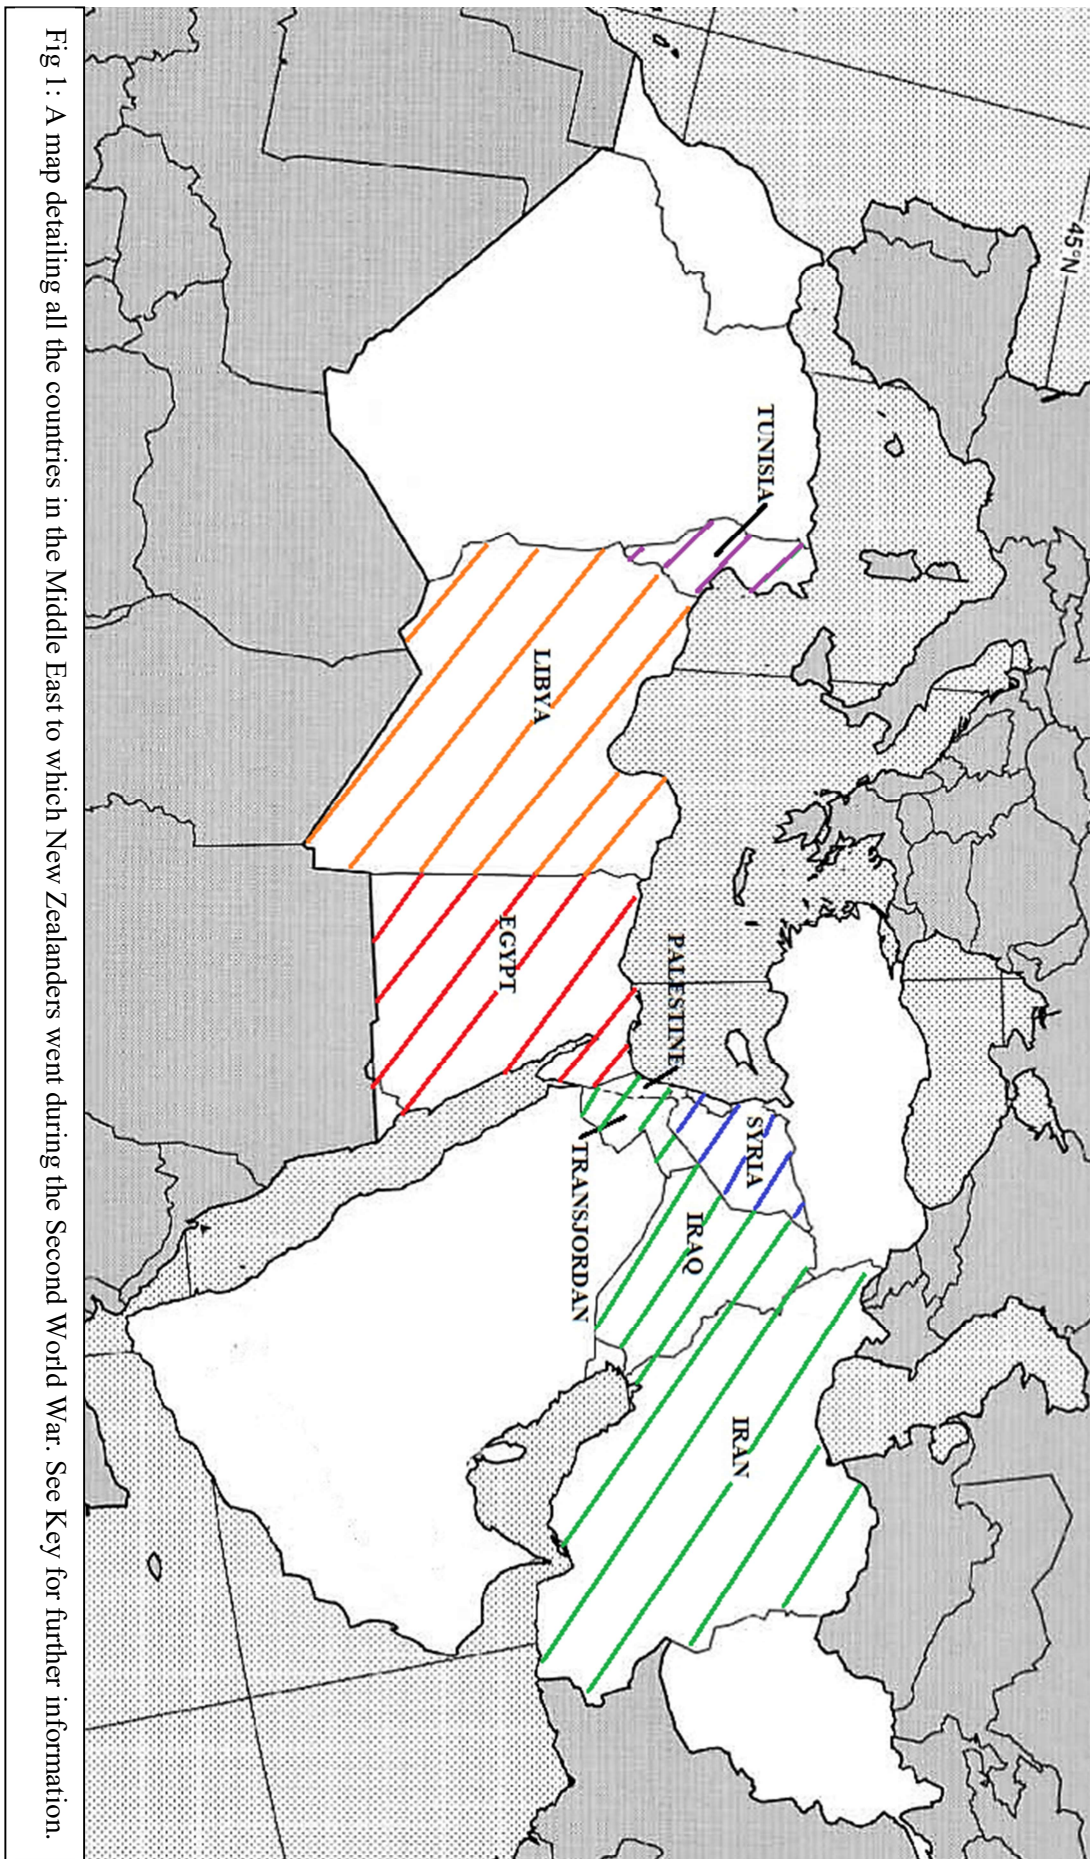 45°N
TUNISIA
LIBYA
EGYPT
PALESTINE
SYRIA
TRANSJORDAN
IRAQ
IRAN
Fig 1: A map detailing all the countries in the Middle East to which New Zealanders went during the Second World War. See Key for further information.